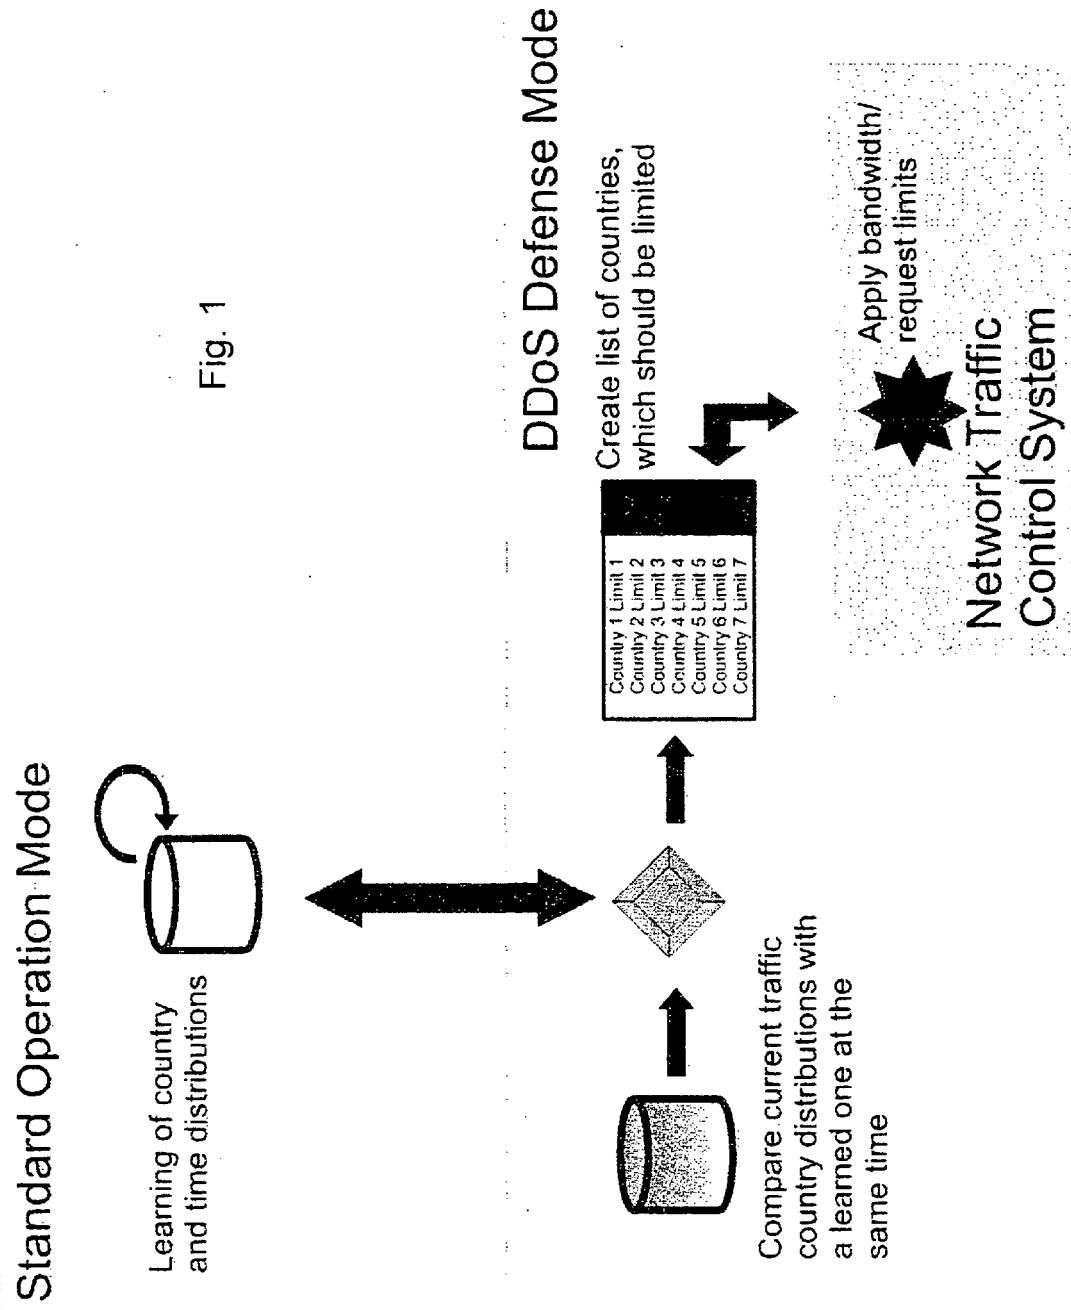 Standard Operation Mode
Learning of country
and time distributions
Fig. 1
DDoS Defense Mode
Compare current traffic
country distributions with
a learned one at the
same time
Country 1 Limit 1
Country 2 Limit 2
Country 3 Limit 3
Country 4 Limit 4
Country 5 Limit 5
Country 6 Limit 6
Country 7 Limit 7
Create list of countries,
which should be limited
Apply bandwidth/
request limits
Network Traffic
Control System